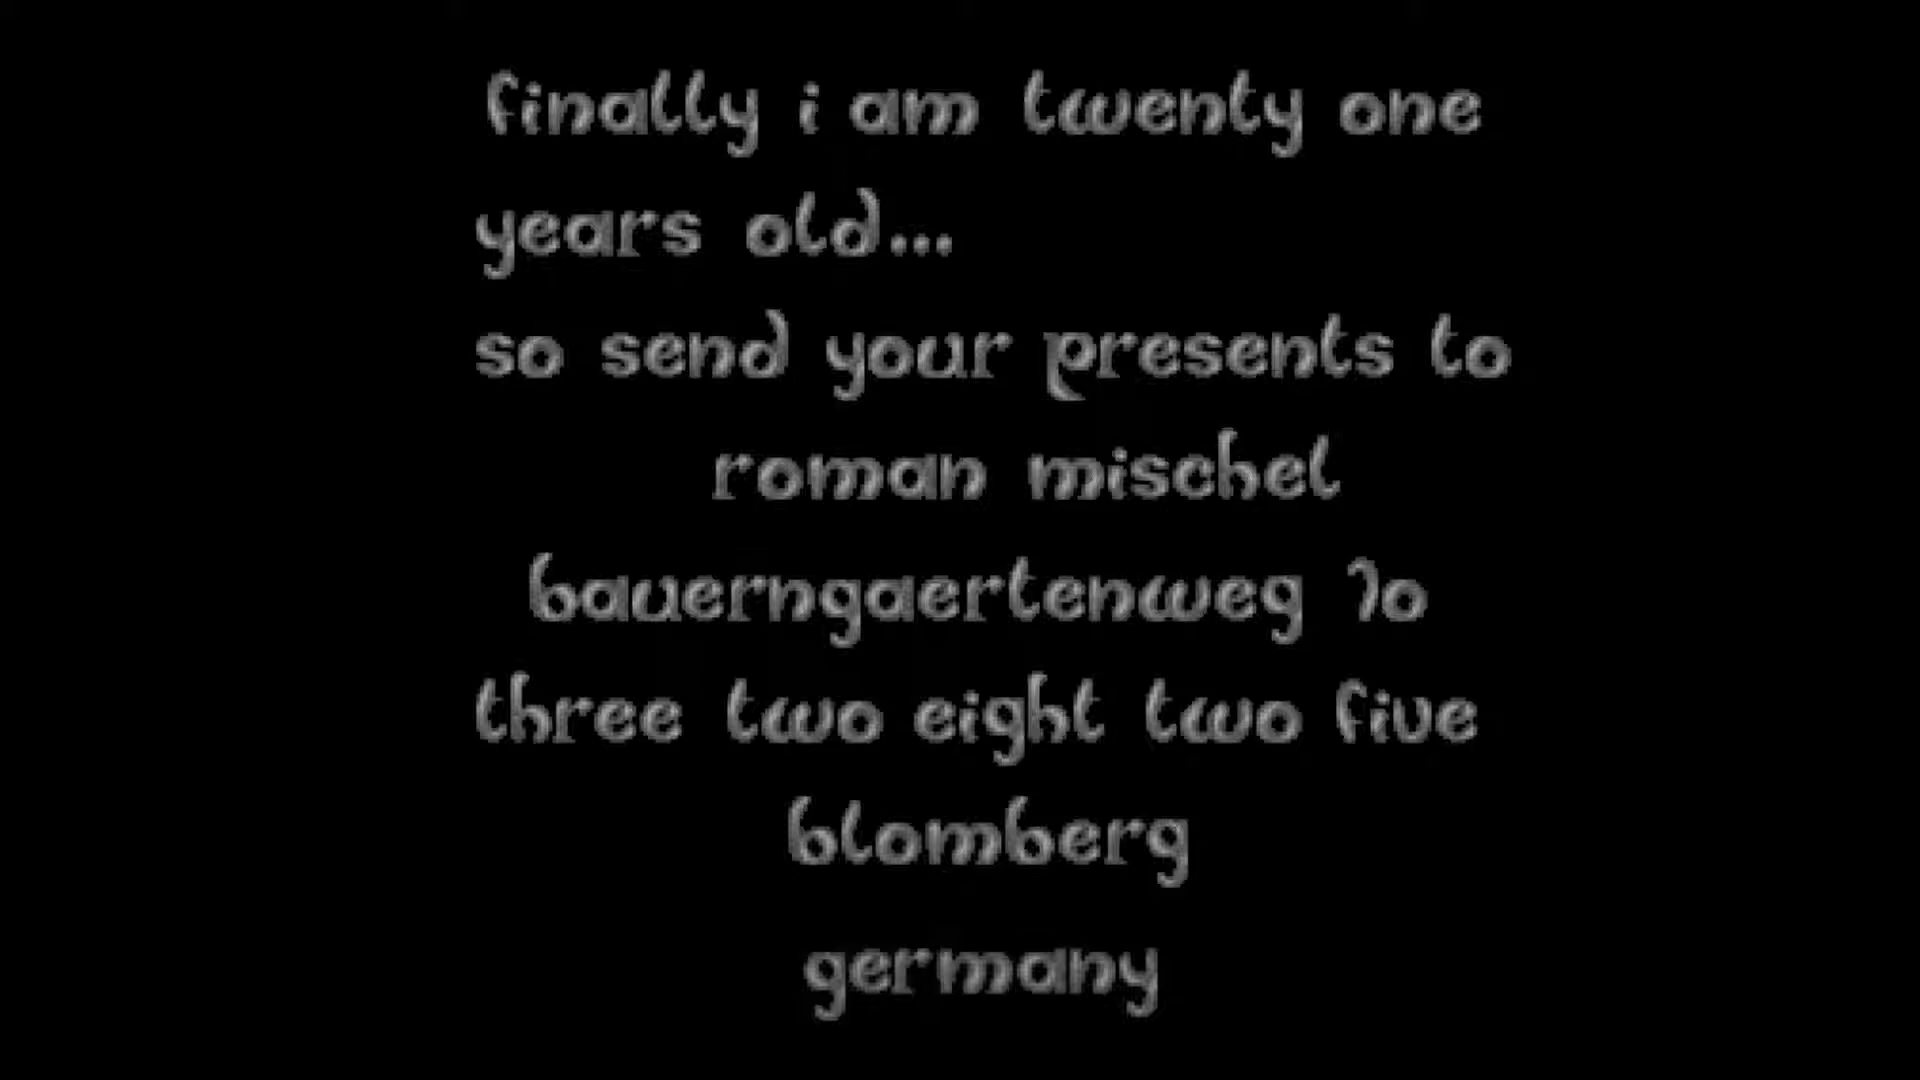 finally i am twenty one
years old...
so send your presents to
roman mischel
bauerngaertenweg 10
three two eight two five
blomberg
germany